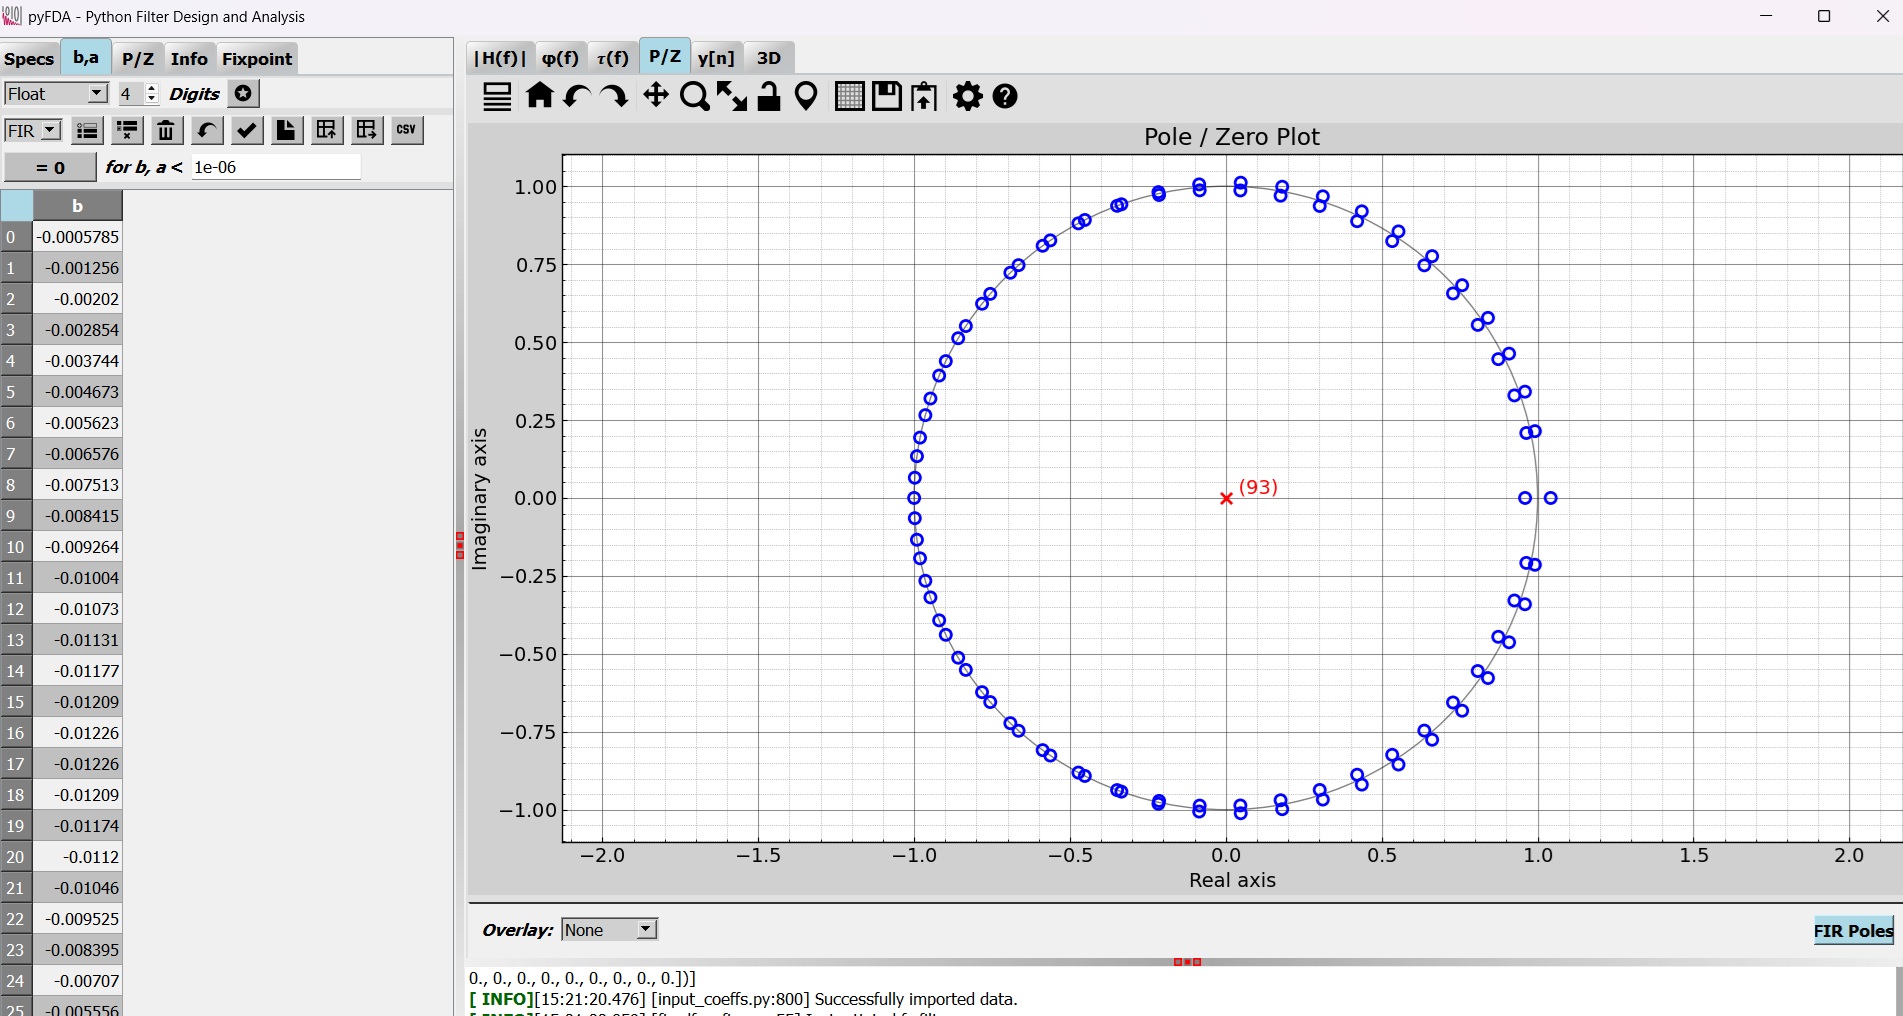 pyFDA - Python Filter Design and Analysis
Specs b,a P/Z Info Fixpoint
|H(f)| φ(f) τ(f) P/Z y[n] 3D
Float 4 Digits
FIR CSV
= 0 for b, a < 1e-06
b
0 -0.0005785
1 -0.001256
2 -0.00202
3 -0.002854
4 -0.003744
5 -0.004673
6 -0.005623
7 -0.006576
8 -0.007513
9 -0.008415
10 -0.009264
11 -0.01004
12 -0.01073
13 -0.01131
14 -0.01177
15 -0.01209
16 -0.01226
17 -0.01226
18 -0.01209
19 -0.01174
20 -0.0112
21 -0.01046
22 -0.009525
23 -0.008395
24 -0.00707
25 -0.005556
Pole / Zero Plot
1.00
0.75
0.50
0.25
0.00
−0.25
−0.50
−0.75
−1.00
Imaginary axis
(93)
−2.0 −1.5 −1.0 −0.5 0.0 0.5 1.0 1.5 2.0
Real axis
Overlay: None FIR Poles
0., 0., 0., 0., 0., 0., 0., 0., 0.])]
[ INFO][15:21:20.476] [input_coeffs.py:800] Successfully imported data.